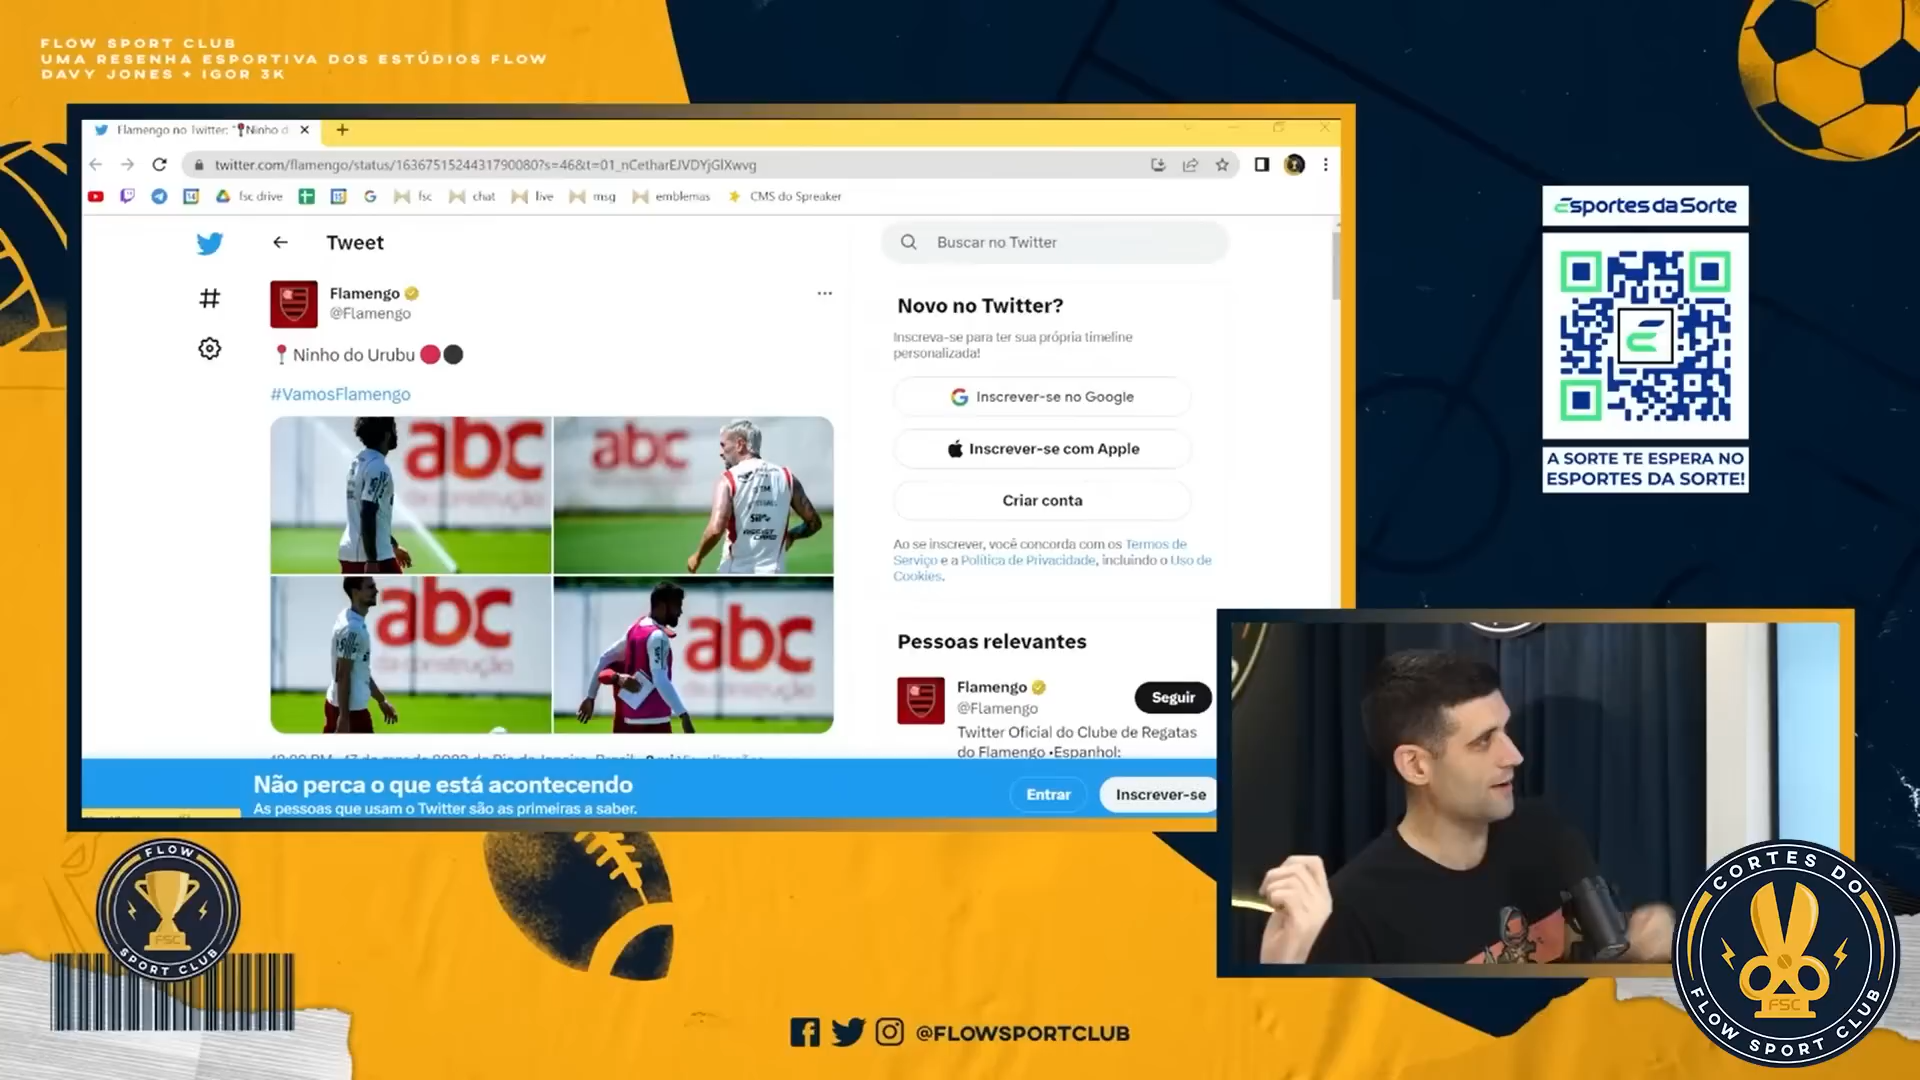 FLOW SPORT CLUB
UMA RESENHA ESPORTIVA DOS ESTÚDIOS FLOW
DAVY JONES + IGOR 3K
Flamengo no Twitter: "📍Ninho d
twitter.com/flamengo/status/1636751524431790080?s=46&t=01_nCetharEJVDYjGlXwvg
fsc drive
fsc
chat
live
msg
emblemas
CMS do Spreaker
Tweet
Flamengo
@Flamengo
📍Ninho do Urubu 🔴⚫
#VamosFlamengo
abc
da construção
abc
abc
da construção
abc
da construção
Buscar no Twitter
Novo no Twitter?
Inscreva-se para ter sua própria timeline
personalizada!
Inscrever-se no Google
Inscrever-se com Apple
Criar conta
Ao se inscrever, você concorda com os Termos de
Serviço e a Política de Privacidade, incluindo o Uso de
Cookies.
Pessoas relevantes
Flamengo
@Flamengo
Seguir
Twitter Oficial do Clube de Regatas
do Flamengo •Espanhol:
Não perca o que está acontecendo
As pessoas que usam o Twitter são as primeiras a saber.
Entrar
Inscrever-se
EsportesdaSorte
A SORTE TE ESPERA NO
ESPORTES DA SORTE!
FLOW
FSC
SPORT CLUB
@FLOWSPORTCLUB
CORTES DO
FSC
FLOW SPORT CLUB